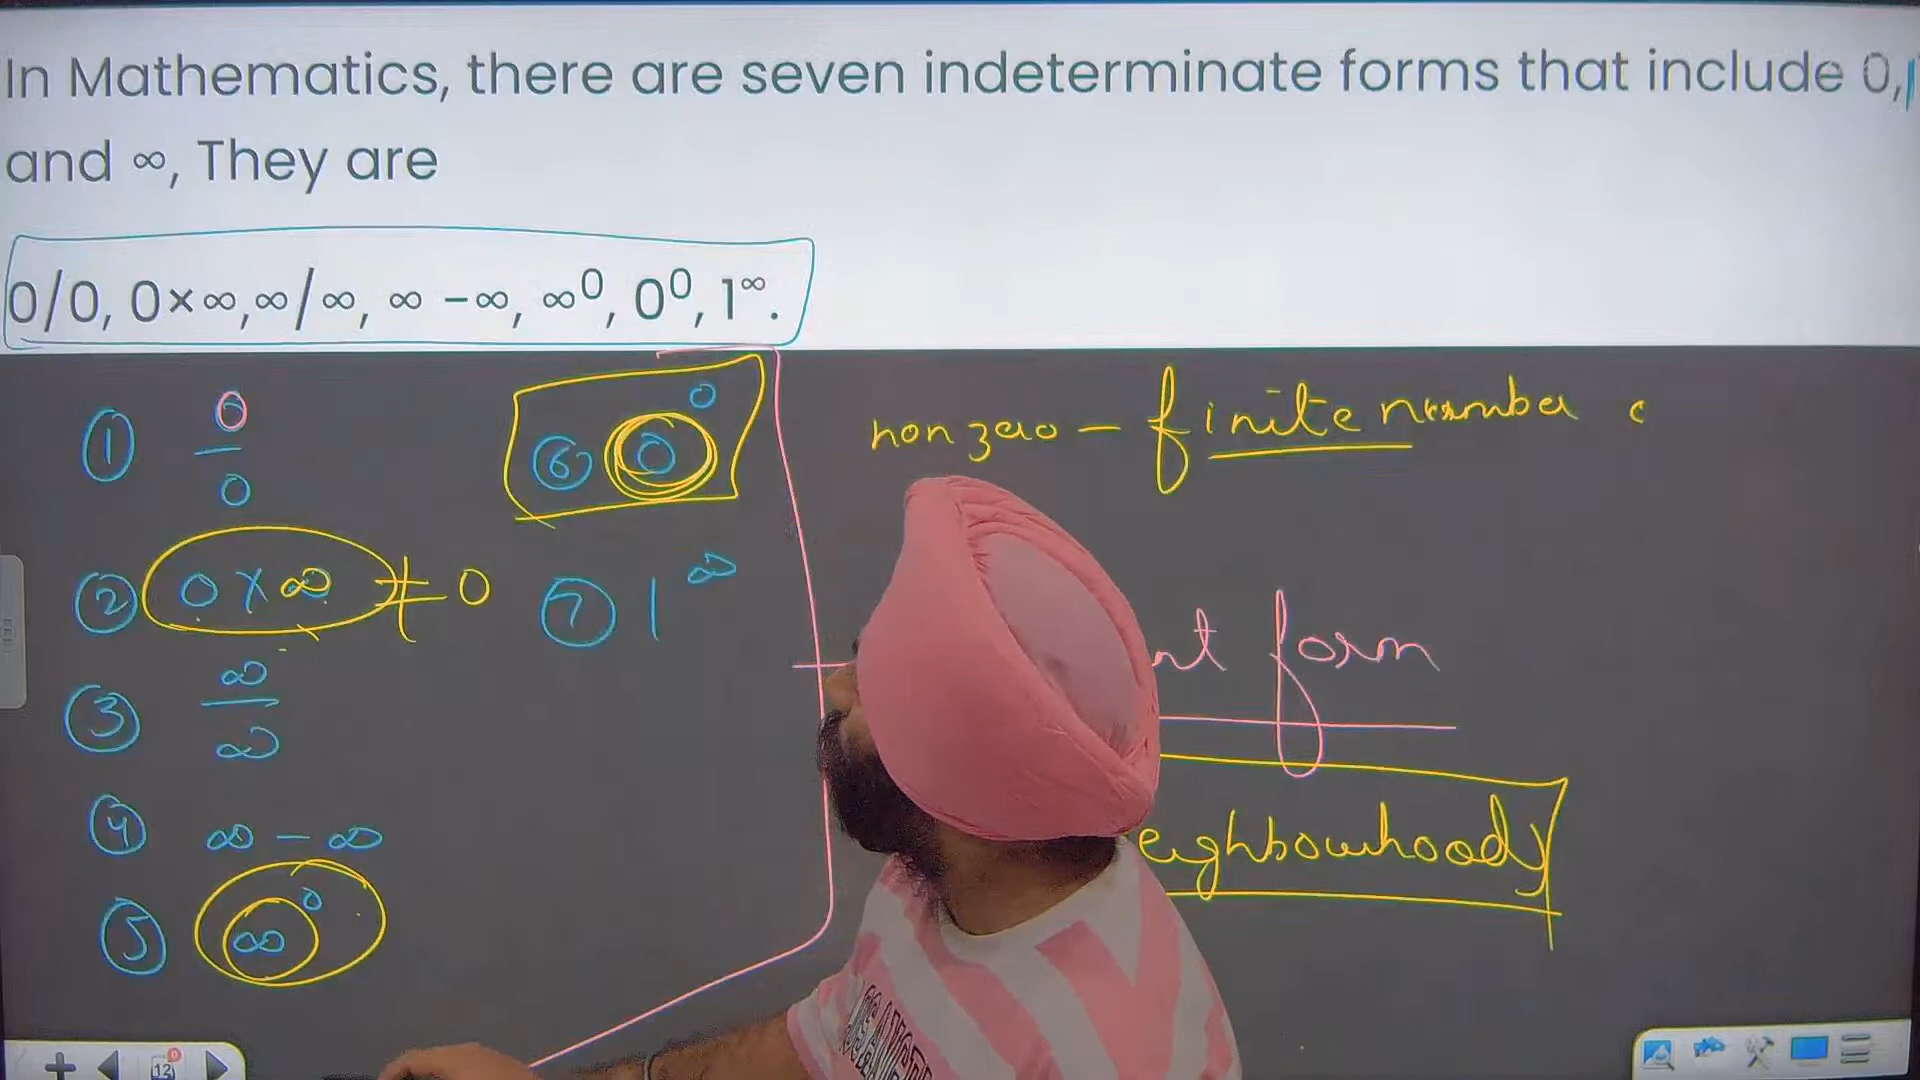 In Mathematics, there are seven indeterminate forms that include 0,1
and ∞, They are
0/0, 0×∞,∞/∞, ∞ −∞, ∞⁰, 0⁰, 1^∞.
① 0/0
② 0 × ∞ ≠ 0
③ ∞/∞
④ ∞ − ∞
⑤ ∞⁰
⑥ 0⁰
⑦ 1^∞
non zero − finite number
form
12